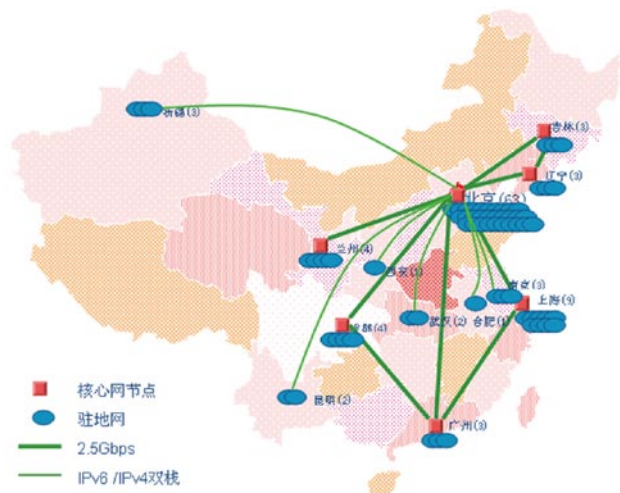 新疆(3)
吉林(3)
辽宁(3)
北京(63)
兰州(4)
西安(1)
南京(3)
上海(9)
武汉(2)
合肥(1)
成都(4)
昆明(2)
广州(3)
核心网节点
驻地网
2.5Gbps
IPv6 /IPv4双栈